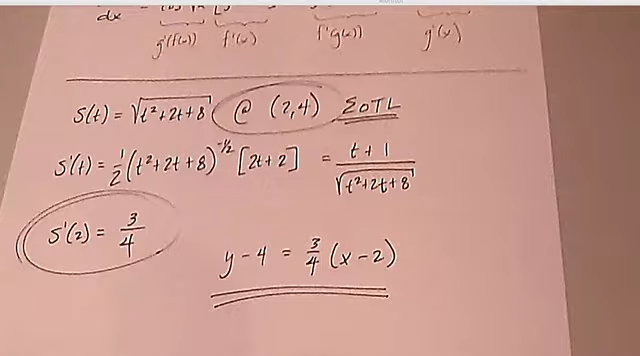 dx =
g'(f(x)) f'(x) f'(g(x)) g'(x)
S(t) = √t²+2t+8 @ (2,4) EOTL
S'(t) = 1/2 (t²+2t+8)^-1/2 [2t+2] = t+1/√t²+2t+8
S'(2) = 3/4
y-4 = 3/4 (x-2)